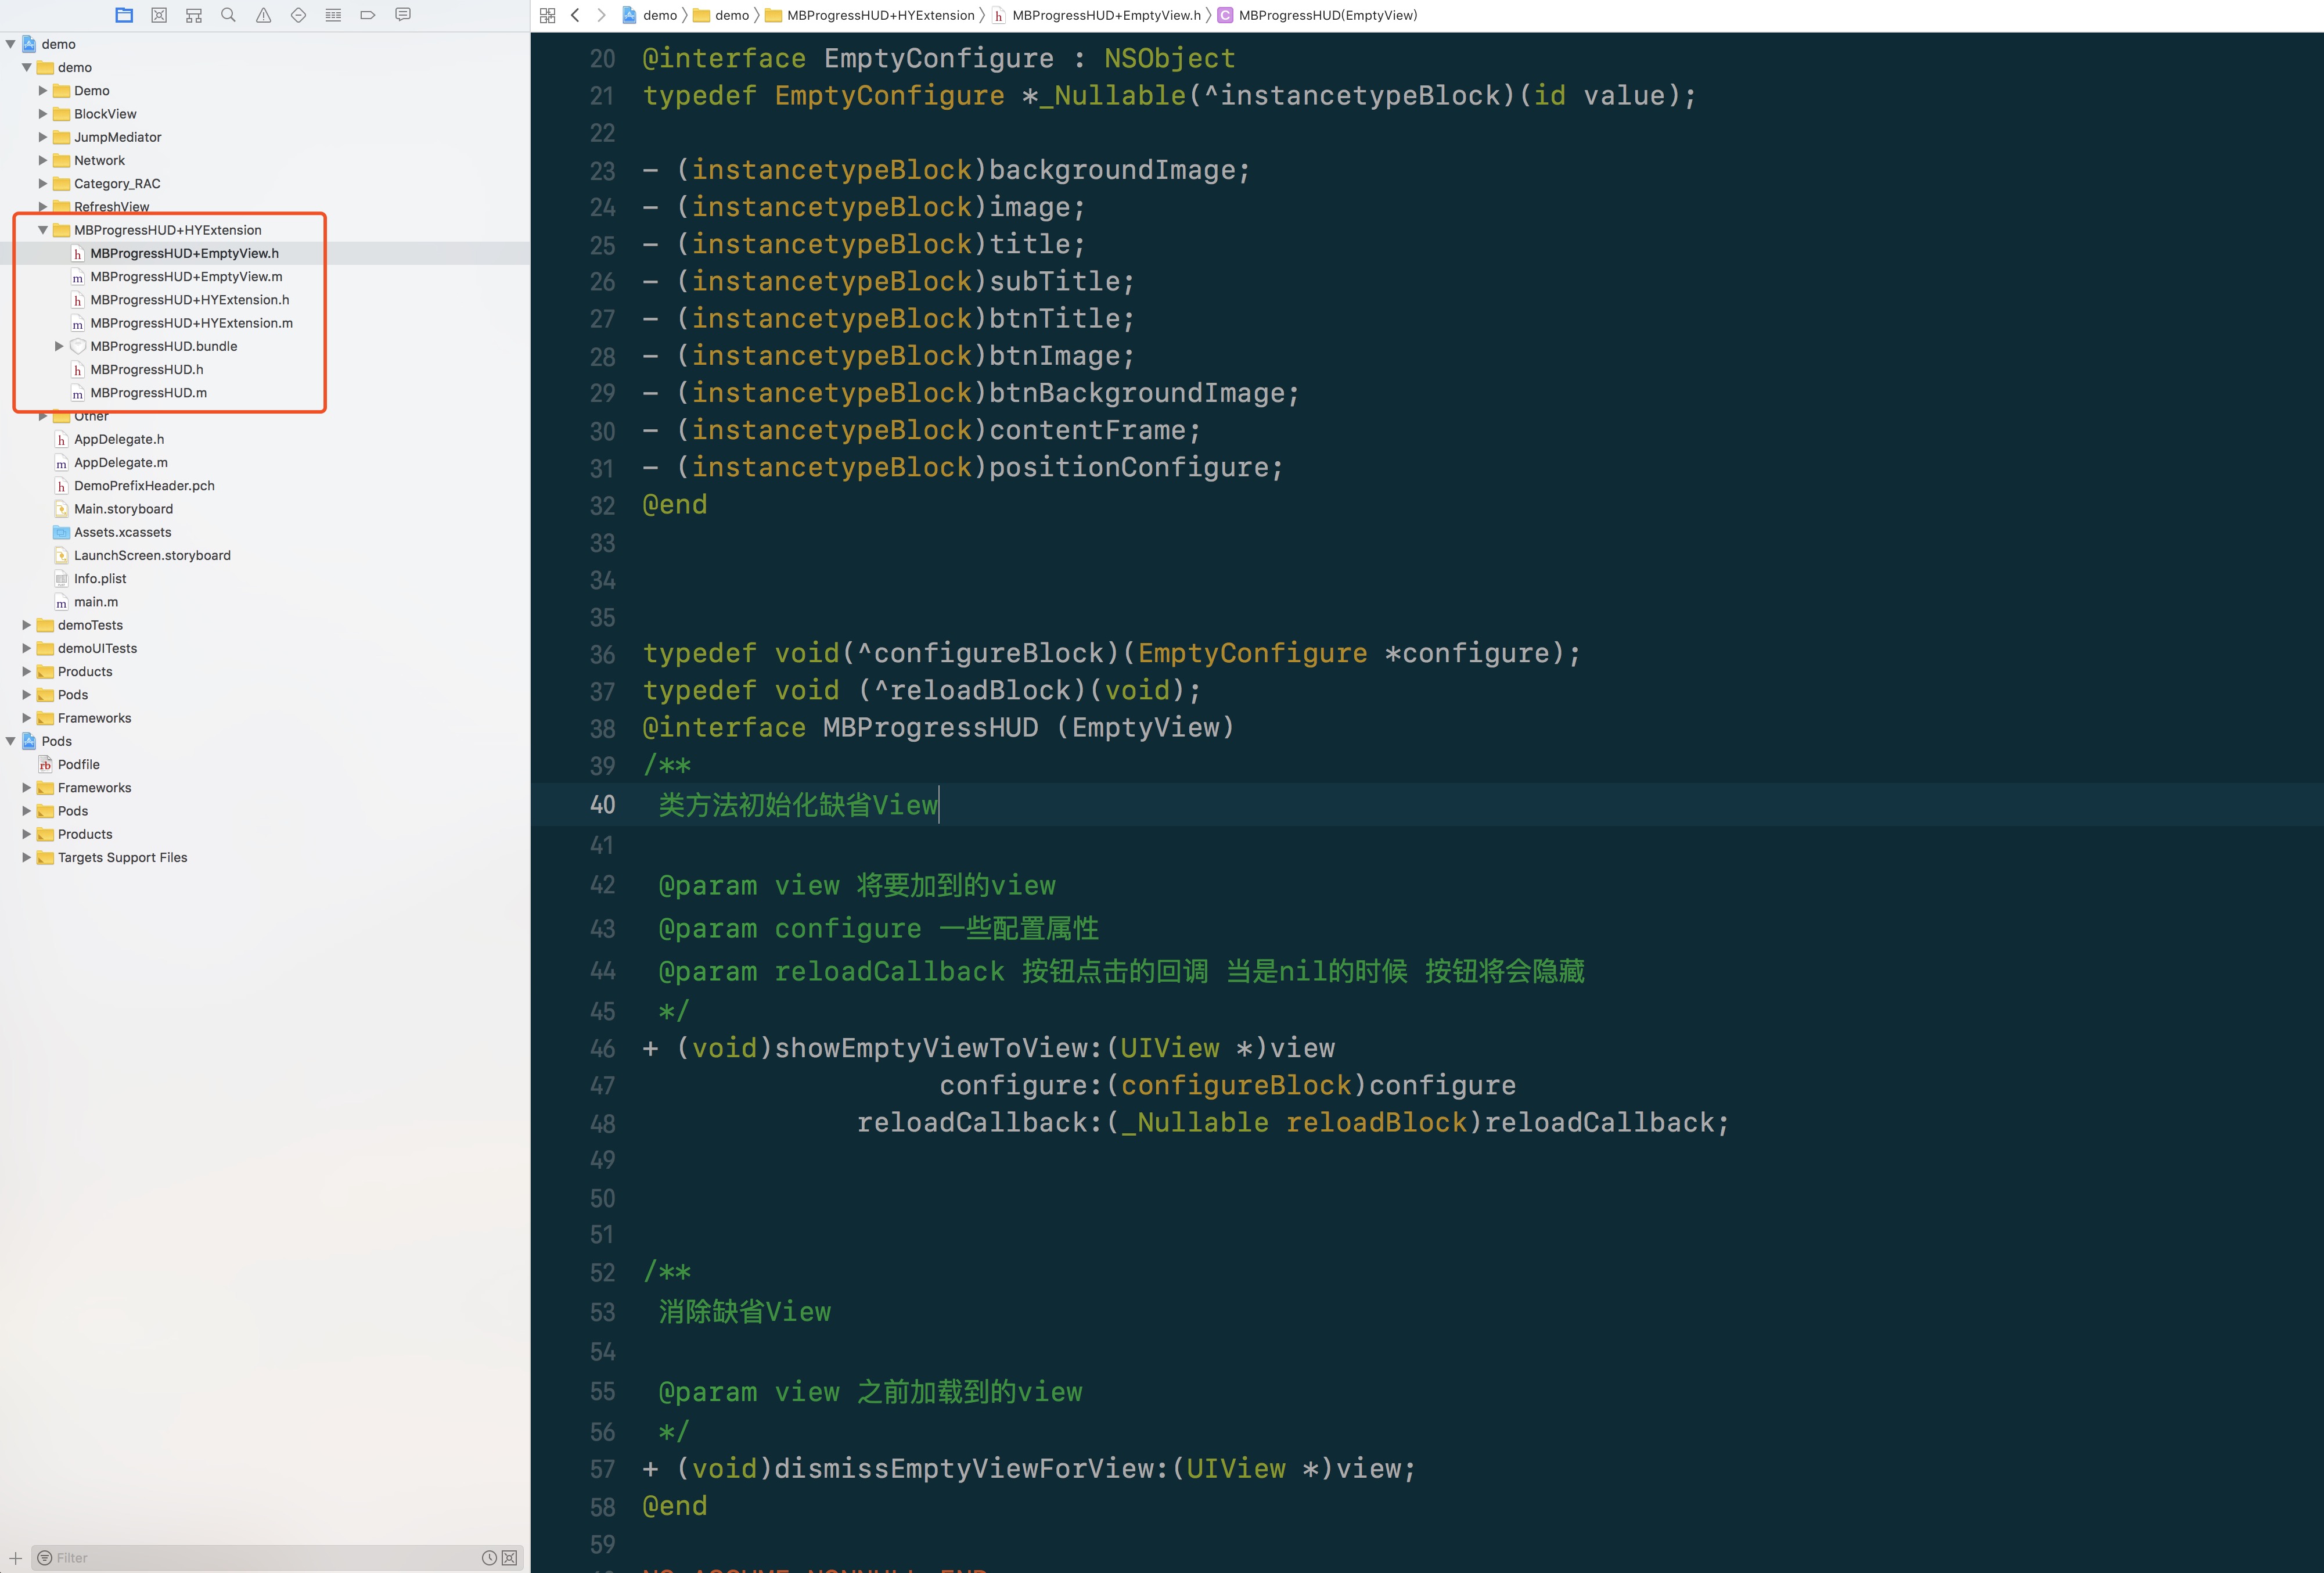 demo
demo
Demo
BlockView
JumpMediator
Network
Category_RAC
RefreshView
MBProgressHUD+HYExtension
MBProgressHUD+EmptyView.h
MBProgressHUD+EmptyView.m
MBProgressHUD+HYExtension.h
MBProgressHUD+HYExtension.m
MBProgressHUD.bundle
MBProgressHUD.h
MBProgressHUD.m
Other
AppDelegate.h
AppDelegate.m
DemoPrefixHeader.pch
Main.storyboard
Assets.xcassets
LaunchScreen.storyboard
Info.plist
main.m
demoTests
demoUITests
Products
Pods
Frameworks
Pods
Podfile
Frameworks
Pods
Products
Targets Support Files
Filter
demo 〉 demo 〉 MBProgressHUD+HYExtension 〉 h MBProgressHUD+EmptyView.h 〉 C MBProgressHUD(EmptyView)
20 @interface EmptyConfigure : NSObject
21 typedef EmptyConfigure *_Nullable(^instancetypeBlock)(id value);
22
23 - (instancetypeBlock)backgroundImage;
24 - (instancetypeBlock)image;
25 - (instancetypeBlock)title;
26 - (instancetypeBlock)subTitle;
27 - (instancetypeBlock)btnTitle;
28 - (instancetypeBlock)btnImage;
29 - (instancetypeBlock)btnBackgroundImage;
30 - (instancetypeBlock)contentFrame;
31 - (instancetypeBlock)positionConfigure;
32 @end
33
34
35
36 typedef void(^configureBlock)(EmptyConfigure *configure);
37 typedef void (^reloadBlock)(void);
38 @interface MBProgressHUD (EmptyView)
39 /**
40 类方法初始化缺省View
41
42 @param view 将要加到的view
43 @param configure 一些配置属性
44 @param reloadCallback 按钮点击的回调 当是nil的时候 按钮将会隐藏
45 */
46 + (void)showEmptyViewToView:(UIView *)view
47 configure:(configureBlock)configure
48 reloadCallback:(_Nullable reloadBlock)reloadCallback;
49
50
51
52 /**
53 消除缺省View
54
55 @param view 之前加载到的view
56 */
57 + (void)dismissEmptyViewForView:(UIView *)view;
58 @end
59